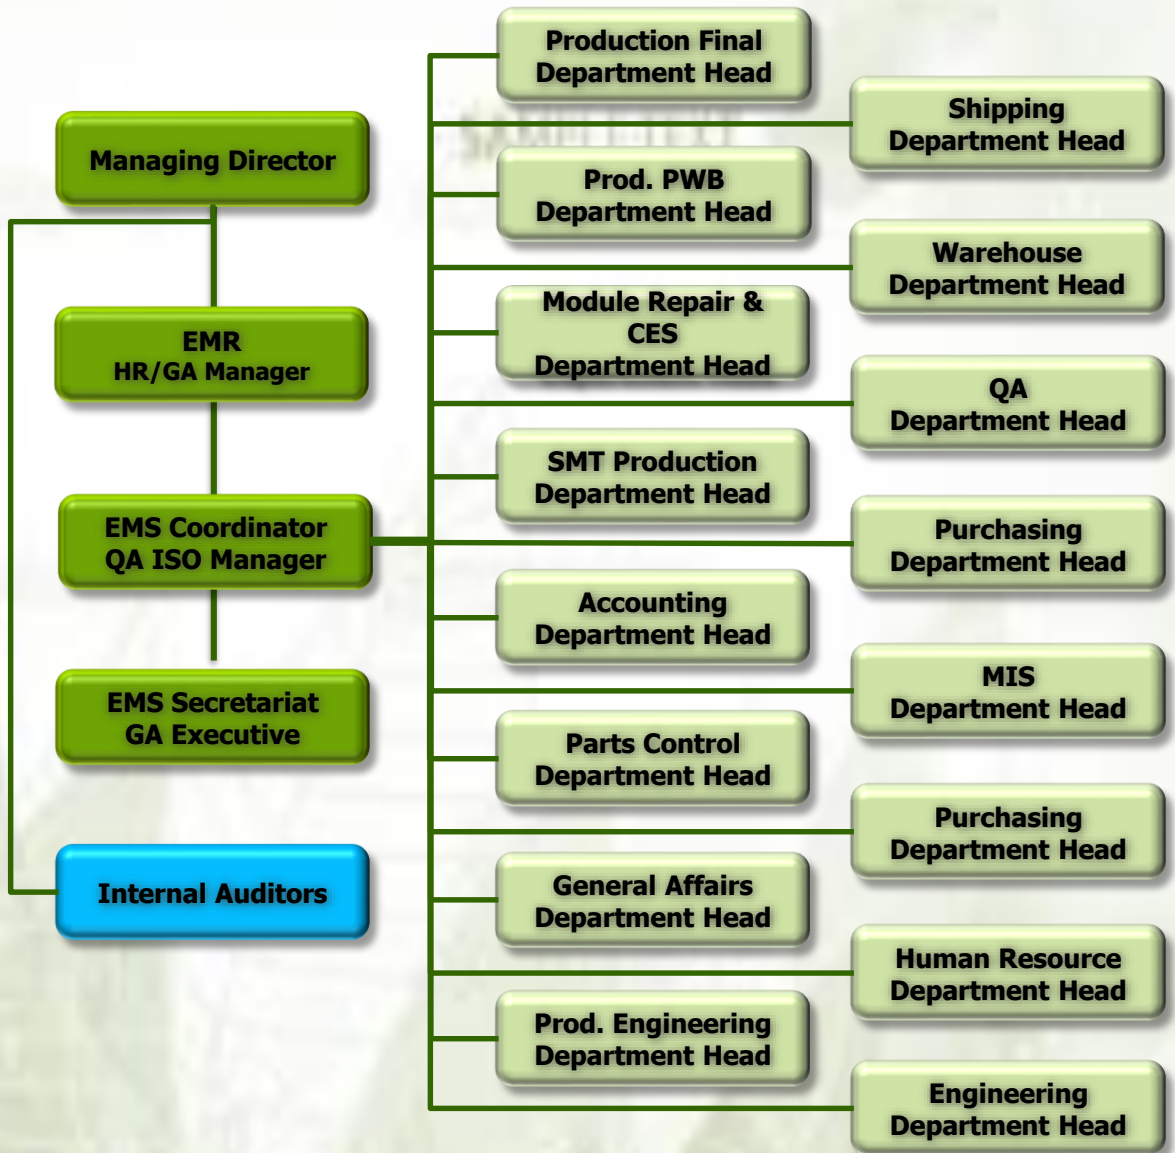 Managing Director
EMR
HR/GA Manager
EMS Coordinator
QA ISO Manager
EMS Secretariat
GA Executive
Internal Auditors
Production Final
Department Head
Prod. PWB
Department Head
Module Repair &
CES
Department Head
SMT Production
Department Head
Accounting
Department Head
Parts Control
Department Head
General Affairs
Department Head
Prod. Engineering
Department Head
Shipping
Department Head
Warehouse
Department Head
QA
Department Head
Purchasing
Department Head
MIS
Department Head
Purchasing
Department Head
Human Resource
Department Head
Engineering
Department Head